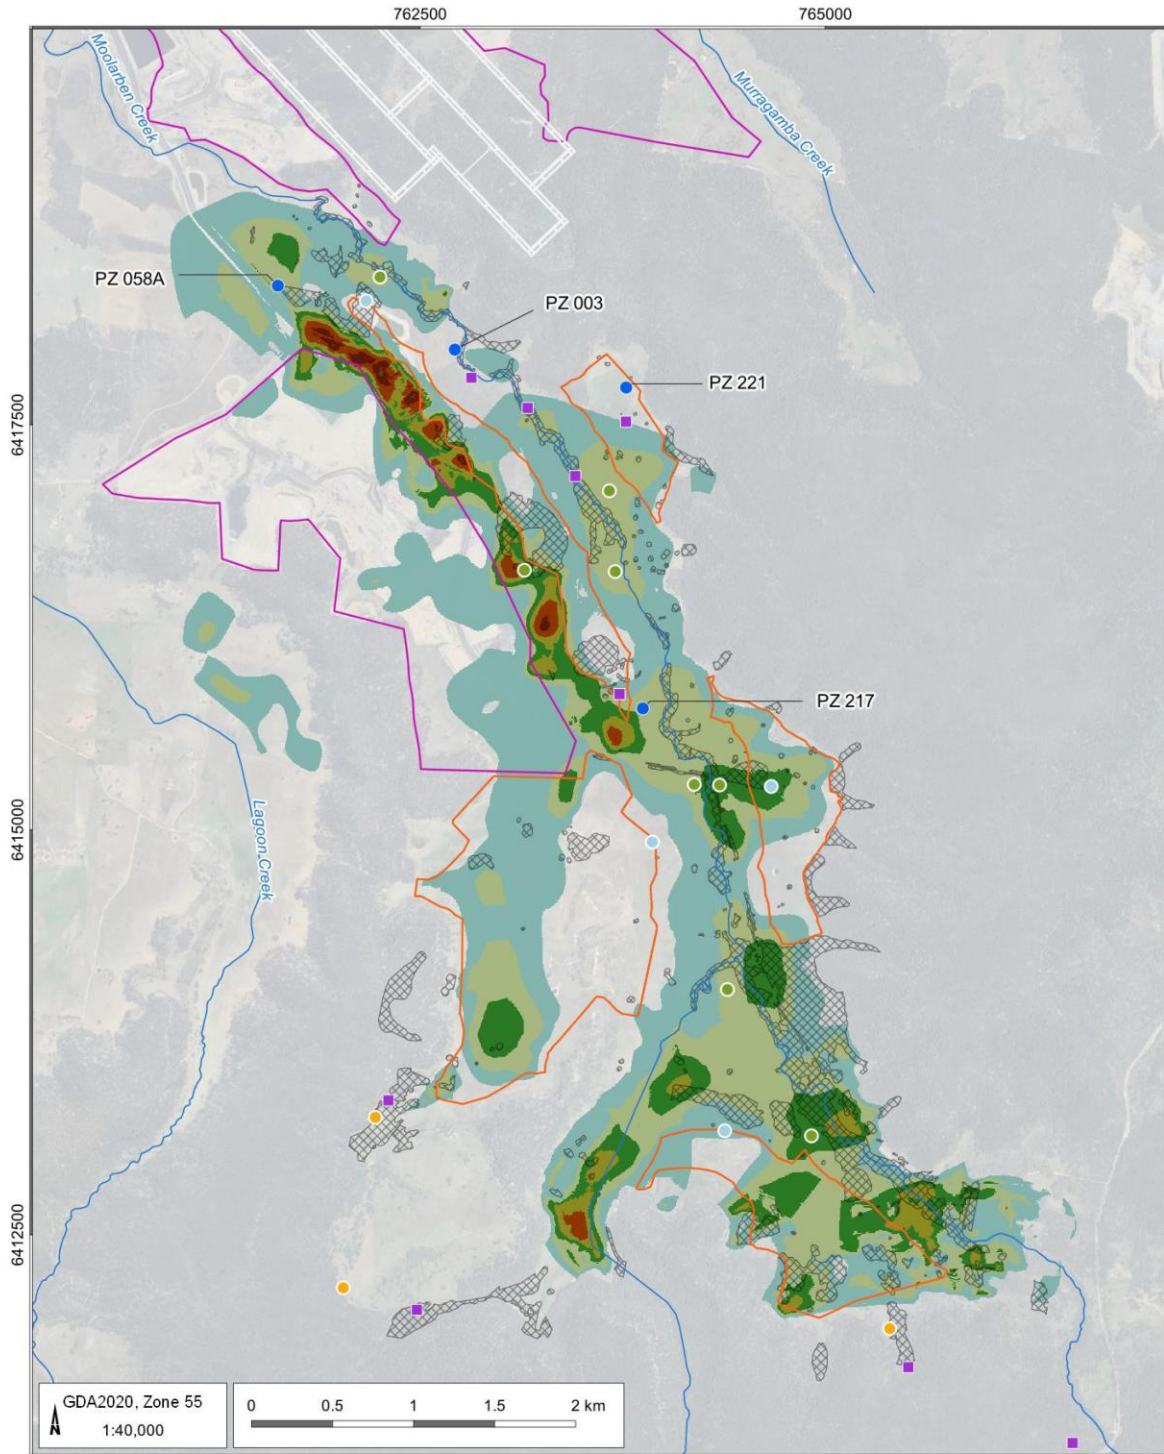 762500
765000
Moolarben Creek
Murragamba Creek
PZ 058A
PZ 003
PZ 221
6417500
PZ 217
6415000
Lagoon Creek
6412500
GDA2020, Zone 55
N
1:40,000
0 0.5 1 1.5 2 km